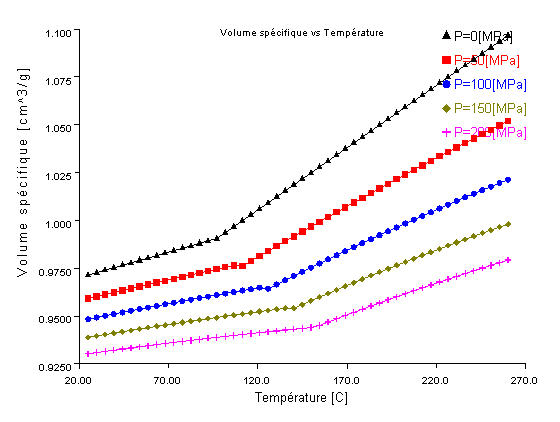 Volume spécifique vs Température
P=0[MPa]
P=50[MPa]
P=100[MPa]
P=150[MPa]
P=200[MPa]
Volume spécifique [cm^3/g]
1.100
1.075
1.050
1.025
1.000
0.9750
0.9500
0.9250
20.00 70.00 120.0 170.0 220.0 270.0
Température [C]